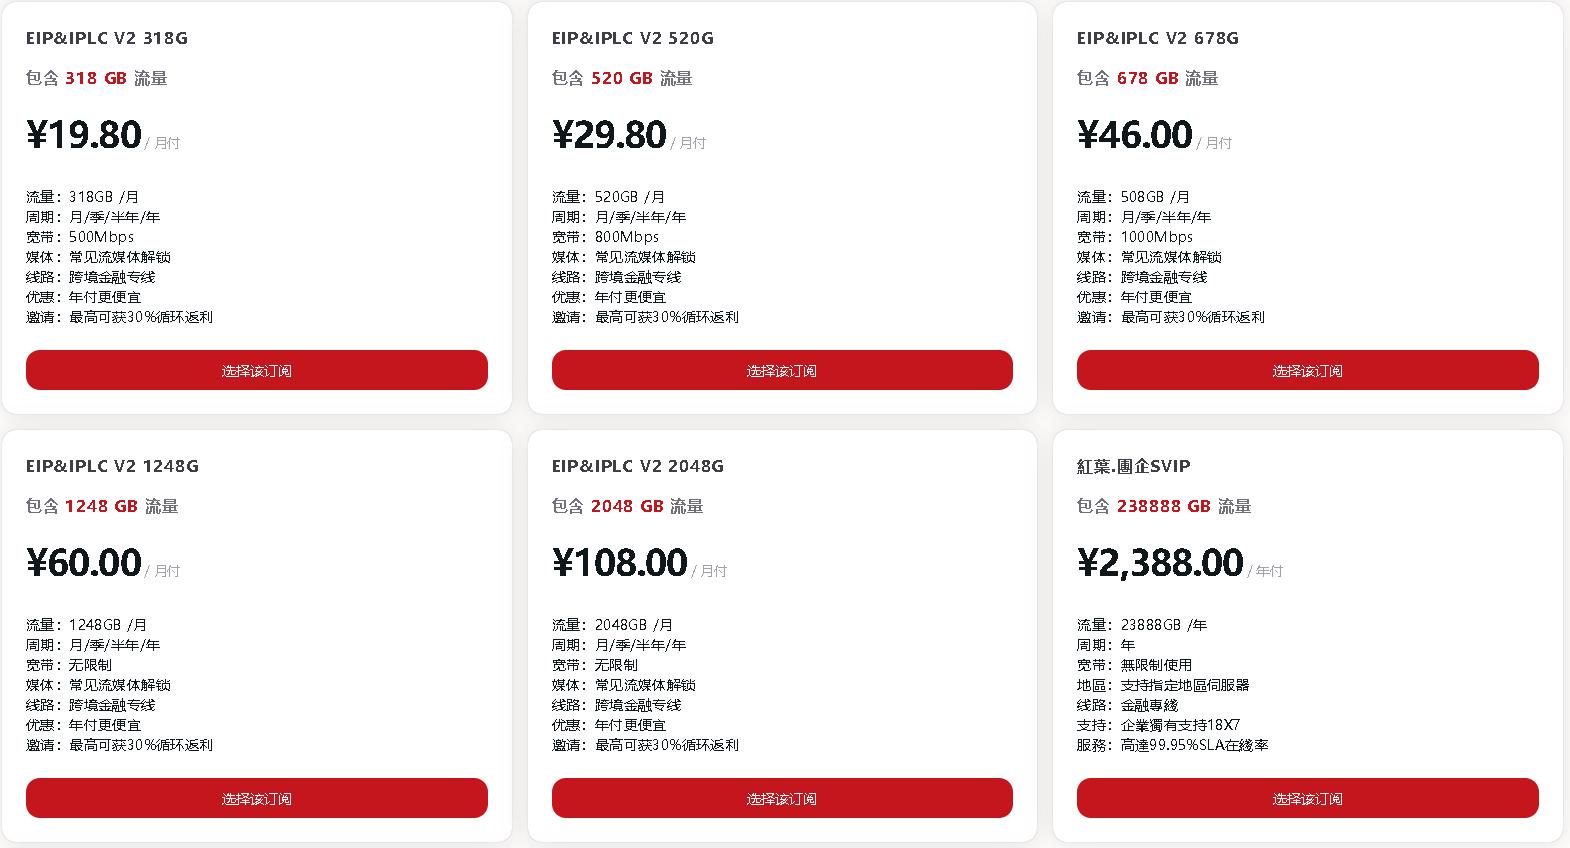 EIP&IPLC V2 318G
包含 318 GB 流量
¥19.80 / 月付
流量：318GB /月
周期：月/季/半年/年
宽带：500Mbps
媒体：常见流媒体解锁
线路：跨境金融专线
优惠：年付更便宜
邀请：最高可获30%循环返利
选择该订阅
EIP&IPLC V2 520G
包含 520 GB 流量
¥29.80 / 月付
流量：520GB /月
周期：月/季/半年/年
宽带：800Mbps
媒体：常见流媒体解锁
线路：跨境金融专线
优惠：年付更便宜
邀请：最高可获30%循环返利
选择该订阅
EIP&IPLC V2 678G
包含 678 GB 流量
¥46.00 / 月付
流量：508GB /月
周期：月/季/半年/年
宽带：1000Mbps
媒体：常见流媒体解锁
线路：跨境金融专线
优惠：年付更便宜
邀请：最高可获30%循环返利
选择该订阅
EIP&IPLC V2 1248G
包含 1248 GB 流量
¥60.00 / 月付
流量：1248GB /月
周期：月/季/半年/年
宽带：无限制
媒体：常见流媒体解锁
线路：跨境金融专线
优惠：年付更便宜
邀请：最高可获30%循环返利
选择该订阅
EIP&IPLC V2 2048G
包含 2048 GB 流量
¥108.00 / 月付
流量：2048GB /月
周期：月/季/半年/年
宽带：无限制
媒体：常见流媒体解锁
线路：跨境金融专线
优惠：年付更便宜
邀请：最高可获30%循环返利
选择该订阅
紅葉.團企SVIP
包含 238888 GB 流量
¥2,388.00 / 年付
流量：23888GB /年
周期：年
宽带：無限制使用
地區：支持指定地區伺服器
线路：金融專綫
支持：企業獨有支持18X7
服務：高達99.95%SLA在綫率
选择该订阅